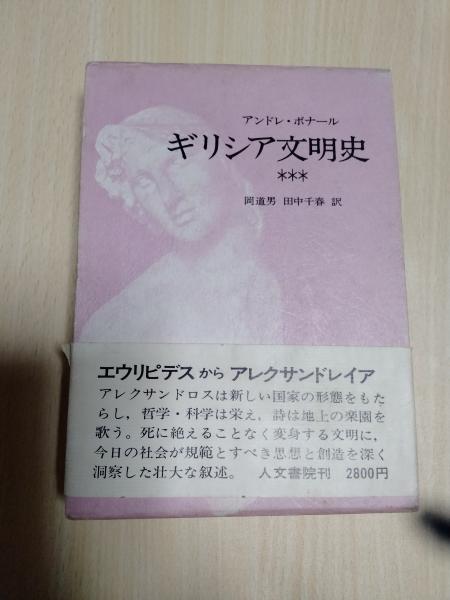 アンドレ・ボナール
ギリシア文明史
***
岡道男 田中千春 訳
エウリピデスから アレクサンドレイア
アレクサンドロスは新しい国家の形態をもた
らし，哲学・科学は栄え，詩は地上の楽園を
歌う。死に絶えることなく変身する文明に，
今日の社会が規範とすべき思想と創造を深く
洞察した壮大な叙述。 人文書院刊 2800円